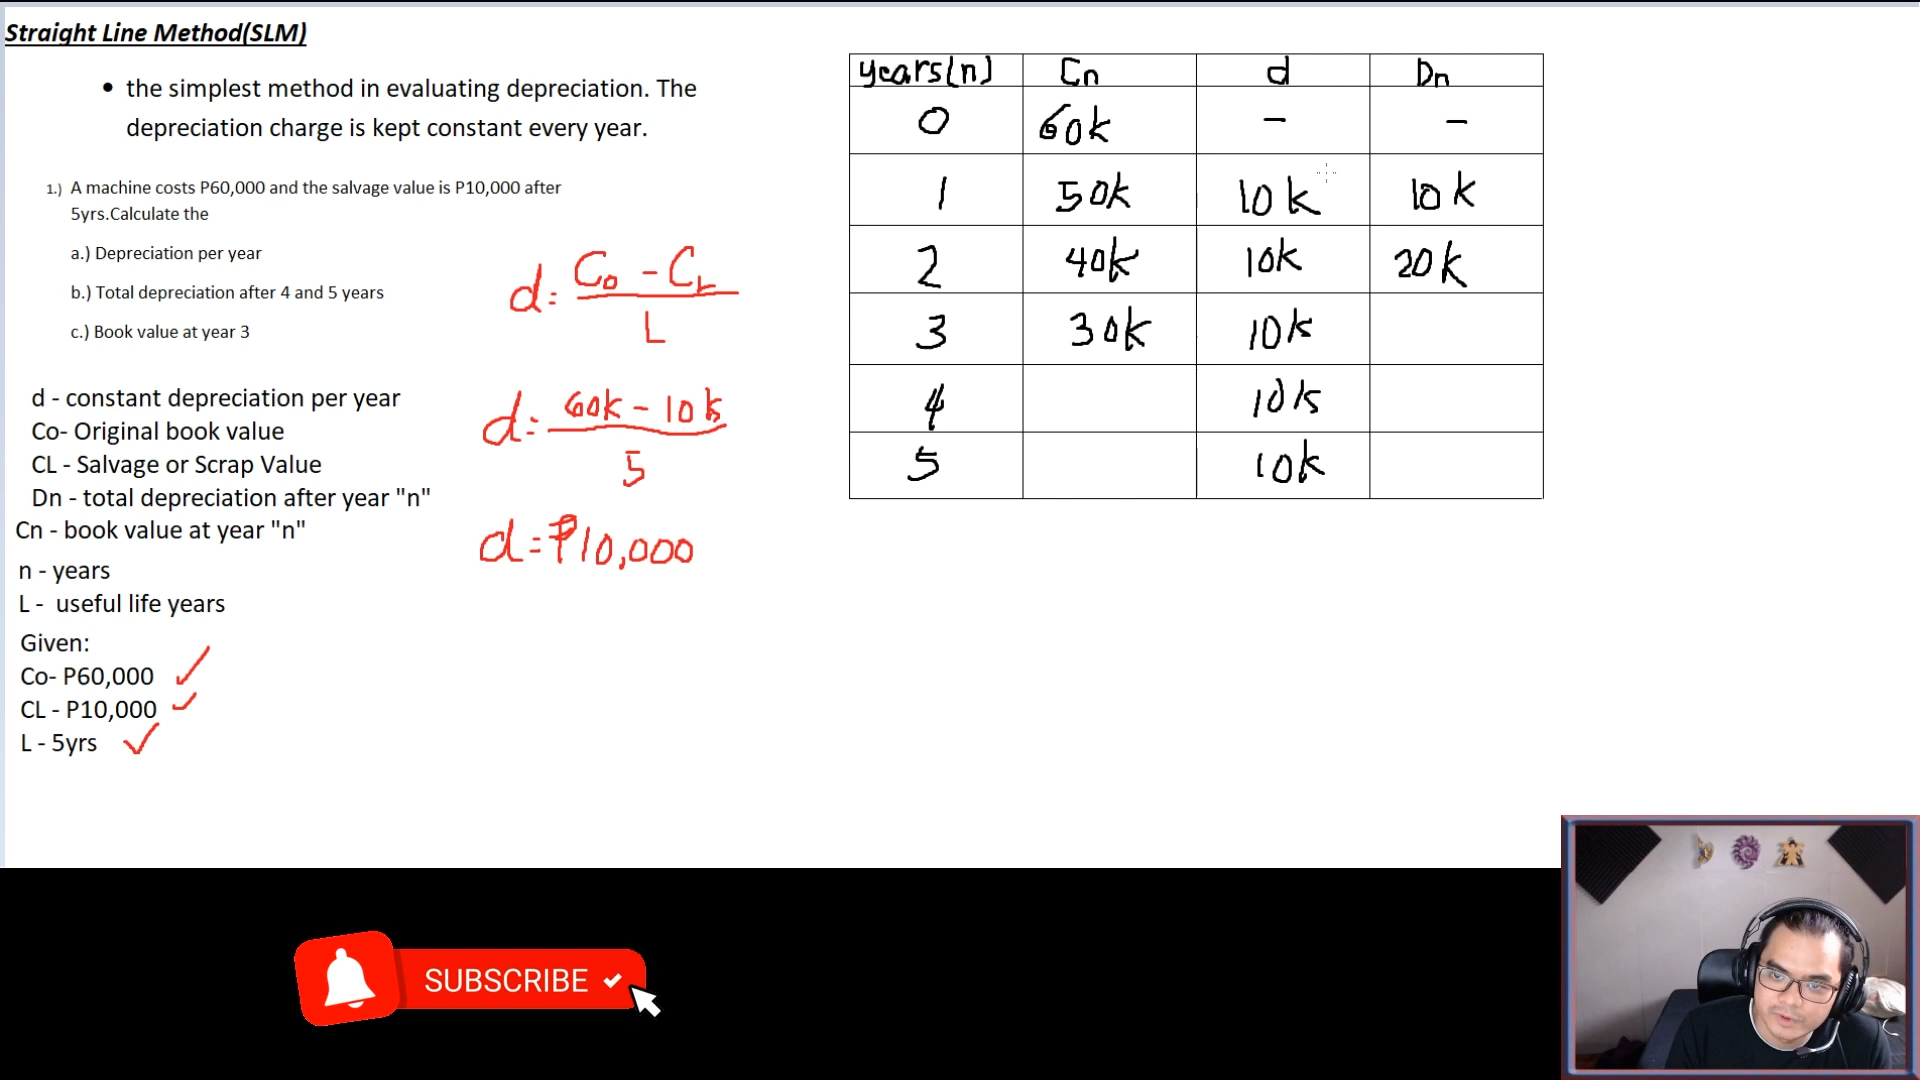 Straight Line Method(SLM)
• the simplest method in evaluating depreciation. The
depreciation charge is kept constant every year.
1.) A machine costs P60,000 and the salvage value is P10,000 after
5yrs.Calculate the
a.) Depreciation per year
b.) Total depreciation after 4 and 5 years
c.) Book value at year 3
d - constant depreciation per year
Co- Original book value
CL - Salvage or Scrap Value
Dn - total depreciation after year "n"
Cn - book value at year "n"
n - years
L - useful life years
Given:
Co- P60,000
CL - P10,000
L - 5yrs
d = Co - CL
L
d = 60k - 10k
5
d = ₱10,000
years(n) Cn d Dn
0 60k - -
1 50k 10k 10k
2 40k 10k 20k
3 30k 10k
4 10k
5 10k
SUBSCRIBE